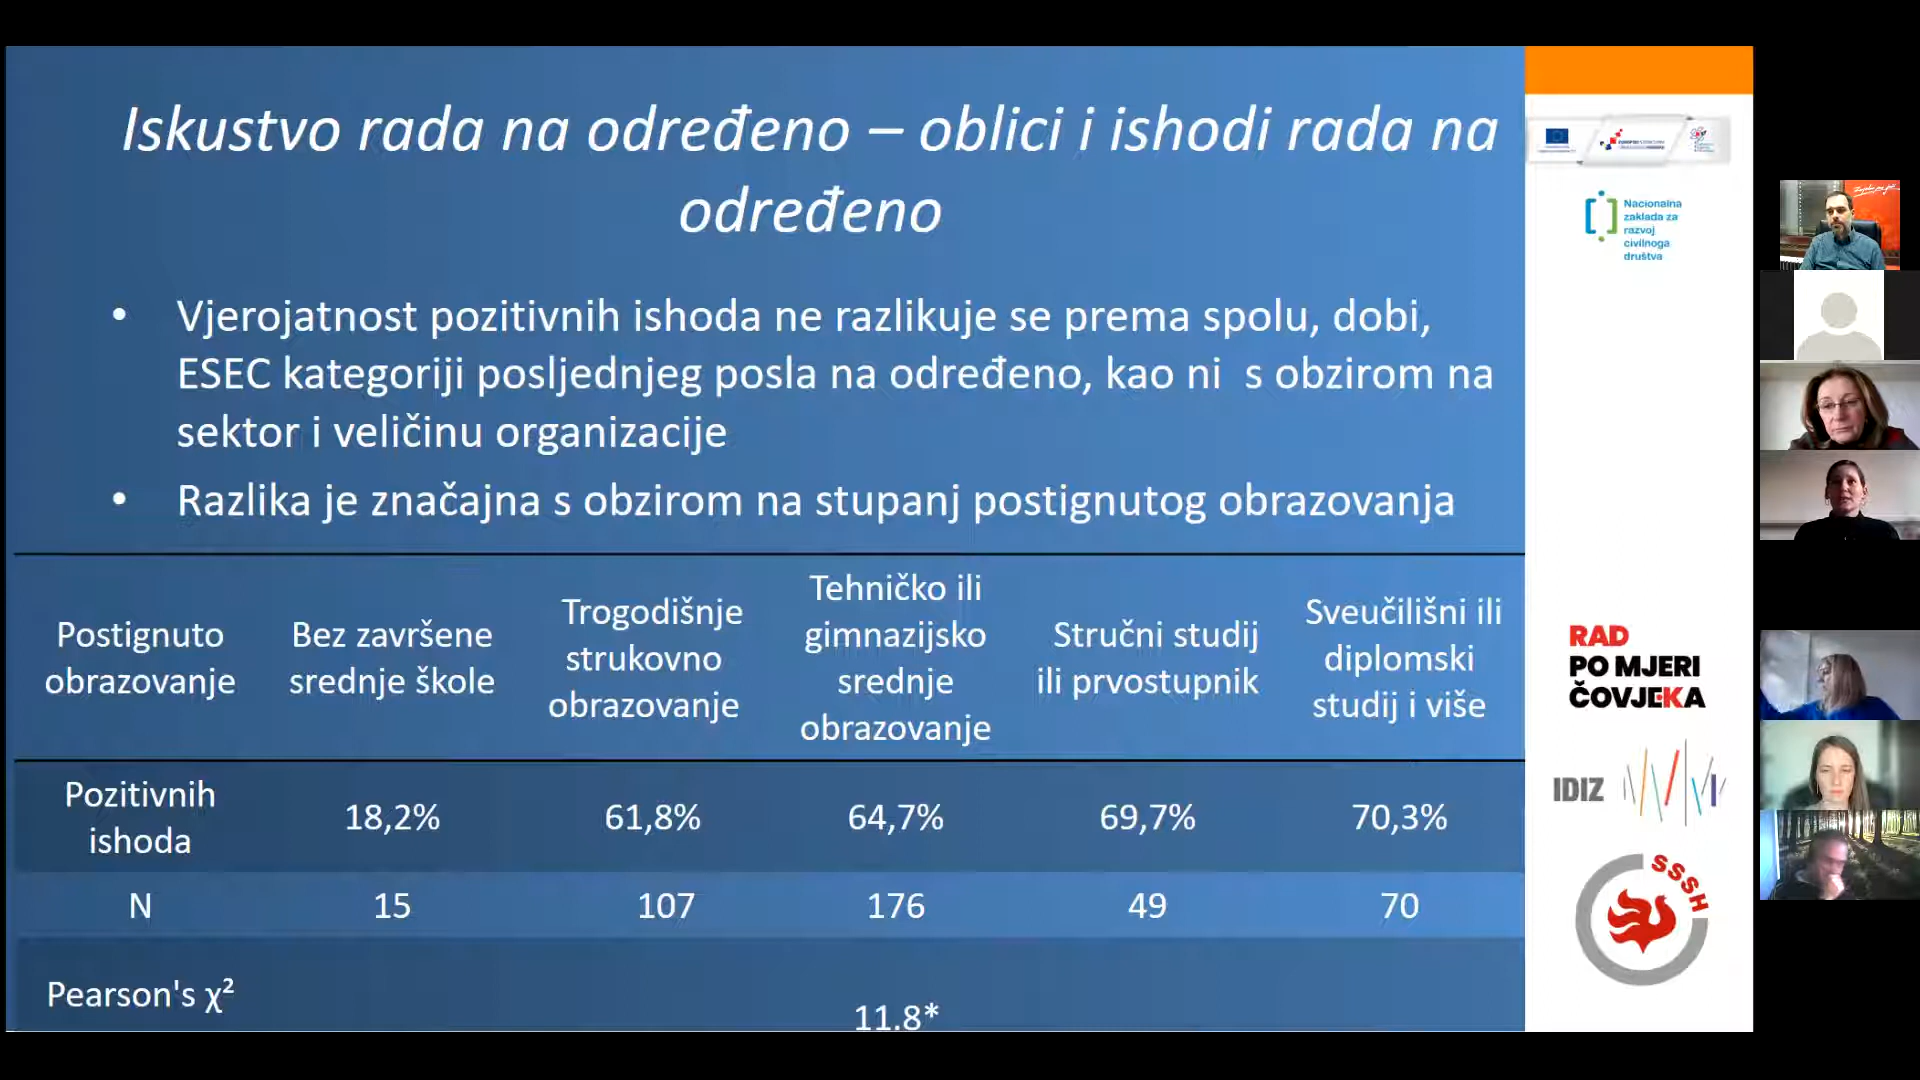 Iskustvo rada na određeno – oblici i ishodi rada na
određeno
• Vjerojatnost pozitivnih ishoda ne razlikuje se prema spolu, dobi,
ESEC kategoriji posljednjeg posla na određeno, kao ni  s obzirom na
sektor i veličinu organizacije
• Razlika je značajna s obzirom na stupanj postignutog obrazovanja
Postignuto
obrazovanje
Bez završene
srednje škole
Trogodišnje
strukovno
obrazovanje
Tehničko ili
gimnazijsko
srednje
obrazovanje
Stručni studij
ili prvostupnik
Sveučilišni ili
diplomski
studij i više
Pozitivnih
ishoda
18,2%
61,8%
64,7%
69,7%
70,3%
N
15
107
176
49
70
Pearson's χ²
11.8*
Nacionalna
zaklada za
razvoj
civilnoga
društva
RAD
PO MJERI
ČOVJEKA
IDIZ
SSSH